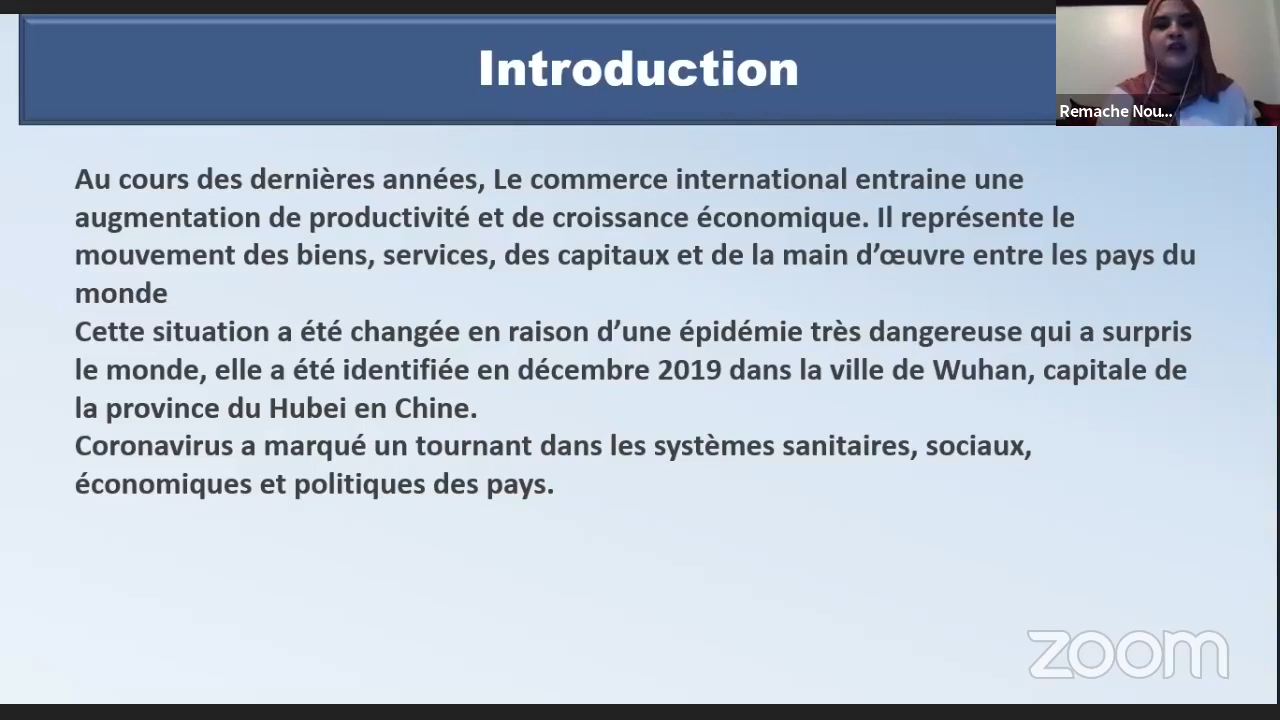 Introduction
Remache Nou...
Au cours des dernières années, Le commerce international entraine une
augmentation de productivité et de croissance économique. Il représente le
mouvement des biens, services, des capitaux et de la main d’œuvre entre les pays du
monde
Cette situation a été changée en raison d’une épidémie très dangereuse qui a surpris
le monde, elle a été identifiée en décembre 2019 dans la ville de Wuhan, capitale de
la province du Hubei en Chine.
Coronavirus a marqué un tournant dans les systèmes sanitaires, sociaux,
économiques et politiques des pays.
zoom